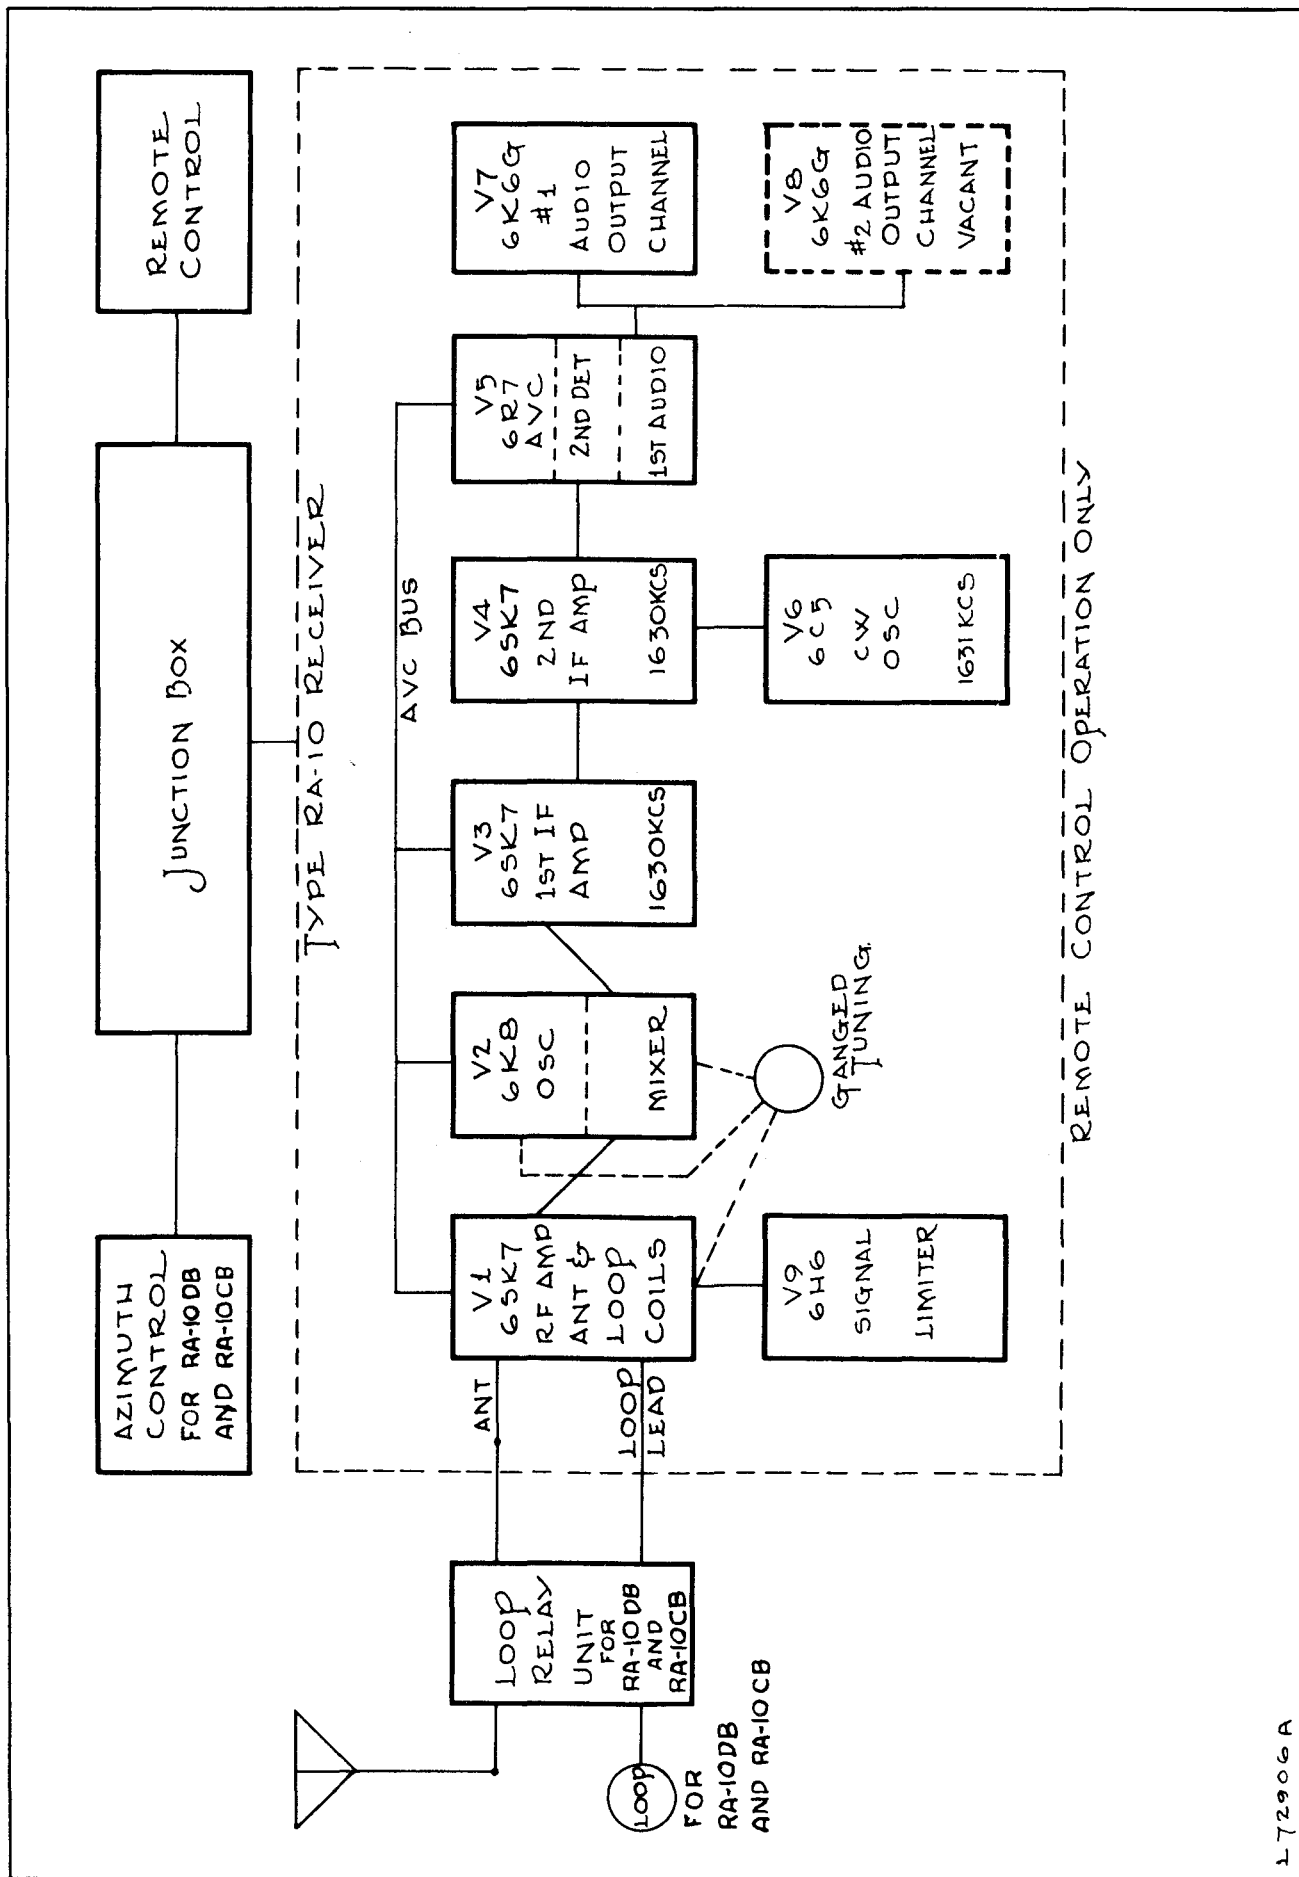 AZIMUTH
CONTROL
FOR RA-10DB
AND RA-10CB
JUNCTION BOX
REMOTE
CONTROL
TYPE RA-10 RECEIVER
AVC BUS
LOOP
RELAY
UNIT
FOR
RA-10DB
AND
RA-10CB
LOOP
FOR
RA-10DB
AND RA-10CB
ANT
LOOP
LEAD
V1
6SK7
RF AMP
ANT &
LOOP
COILS
V2
6K8
OSC
MIXER
V3
6SK7
1ST IF
AMP
1630KCS
V4
6SK7
2ND
IF AMP
1630KCS
V5
6R7
AVC
2ND DET
1ST AUDIO
V7
6K6G
#1
AUDIO
OUTPUT
CHANNEL
V9
6H6
SIGNAL
LIMITER
GANGED
TUNING
V6
6C5
CW
OSC
1631KCS
V8
6K6G
#2 AUDIO
OUTPUT
CHANNEL
VACANT
REMOTE CONTROL OPERATION ONLY
L72906A